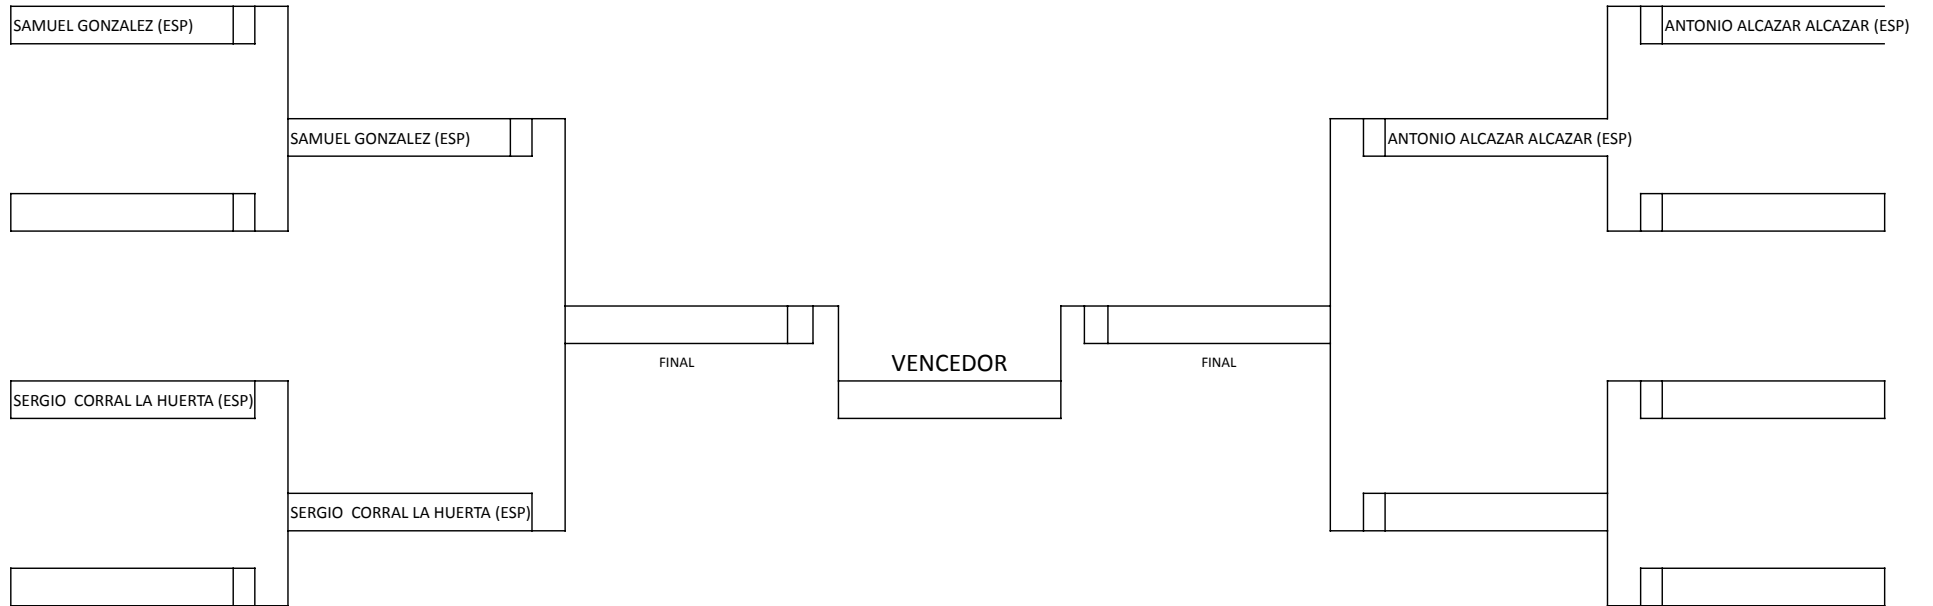 SAMUEL GONZALEZ (ESP)
ANTONIO ALCAZAR ALCAZAR (ESP)
SAMUEL GONZALEZ (ESP)
ANTONIO ALCAZAR ALCAZAR (ESP)
FINAL
VENCEDOR
FINAL
SERGIO  CORRAL LA HUERTA (ESP)
SERGIO  CORRAL LA HUERTA (ESP)